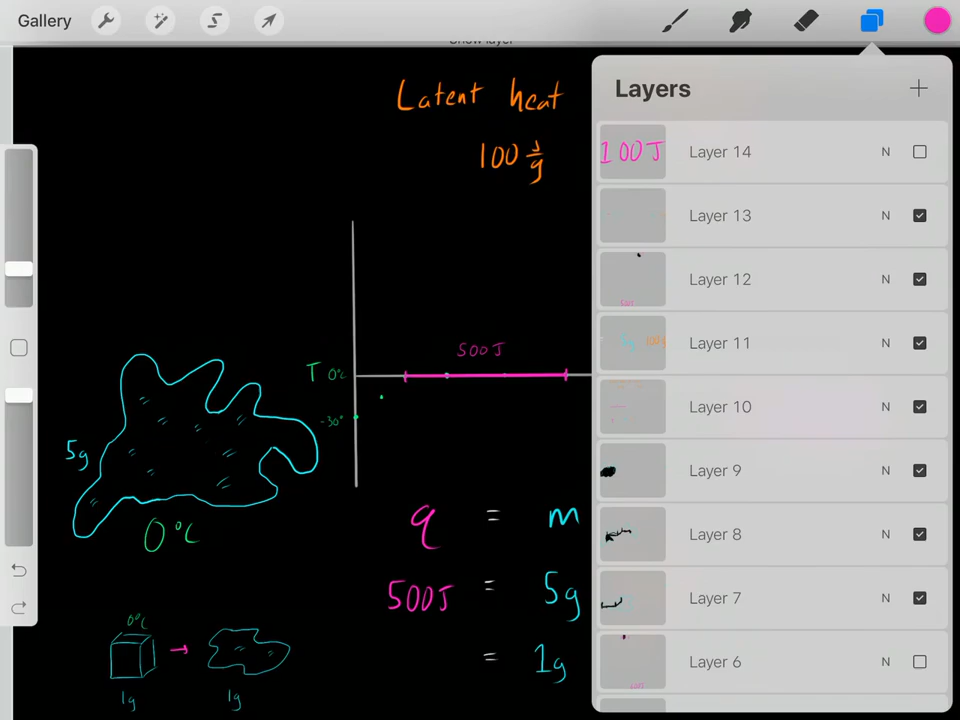 Gallery
Latent heat
100 J/g
Layers
100J
Layer 14 N
Layer 13 N
Layer 12 N
Layer 11 N
Layer 10 N
Layer 9 N
Layer 8 N
Layer 7 N
Layer 6 N
500J
T 0°C
-30°
5g
0°C
q = m
500J = 5g
= 1g
0°C
1g
1g